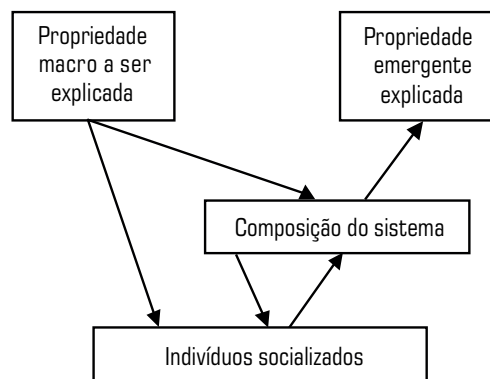 Propriedade
macro a ser
explicada
Propriedade
emergente
explicada
Composição do sistema
Indivíduos socializados